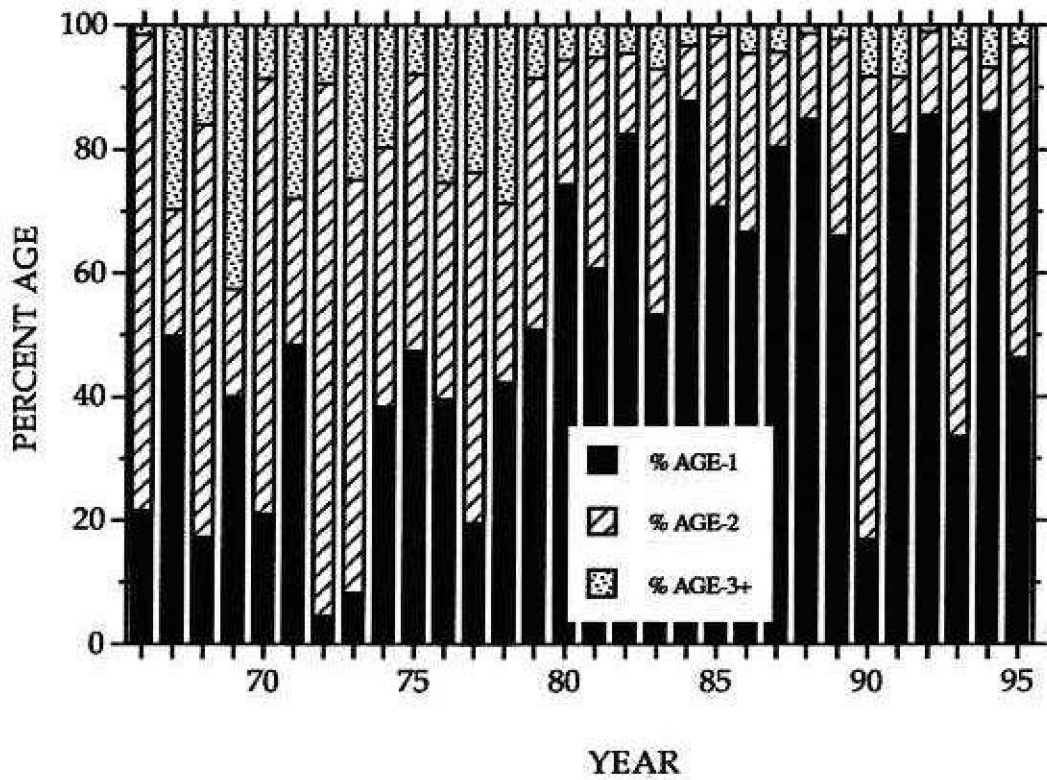 100
80
60
40
20
0
PERCENT AGE
% AGE-1
% AGE-2
% AGE-3+
70 75 80 85 90 95
YEAR